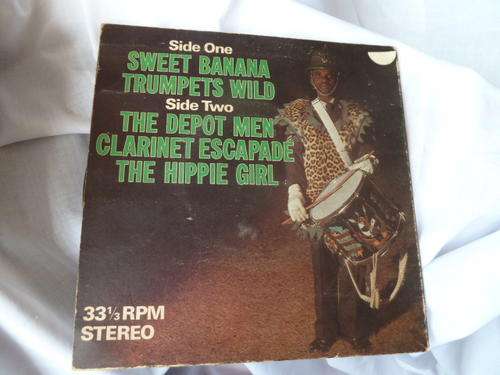 Side One
SWEET BANANA
TRUMPETS WILD
Side Two
THE DEPOT MEN
CLARINET ESCAPADE
THE HIPPIE GIRL
33⅓ RPM
STEREO